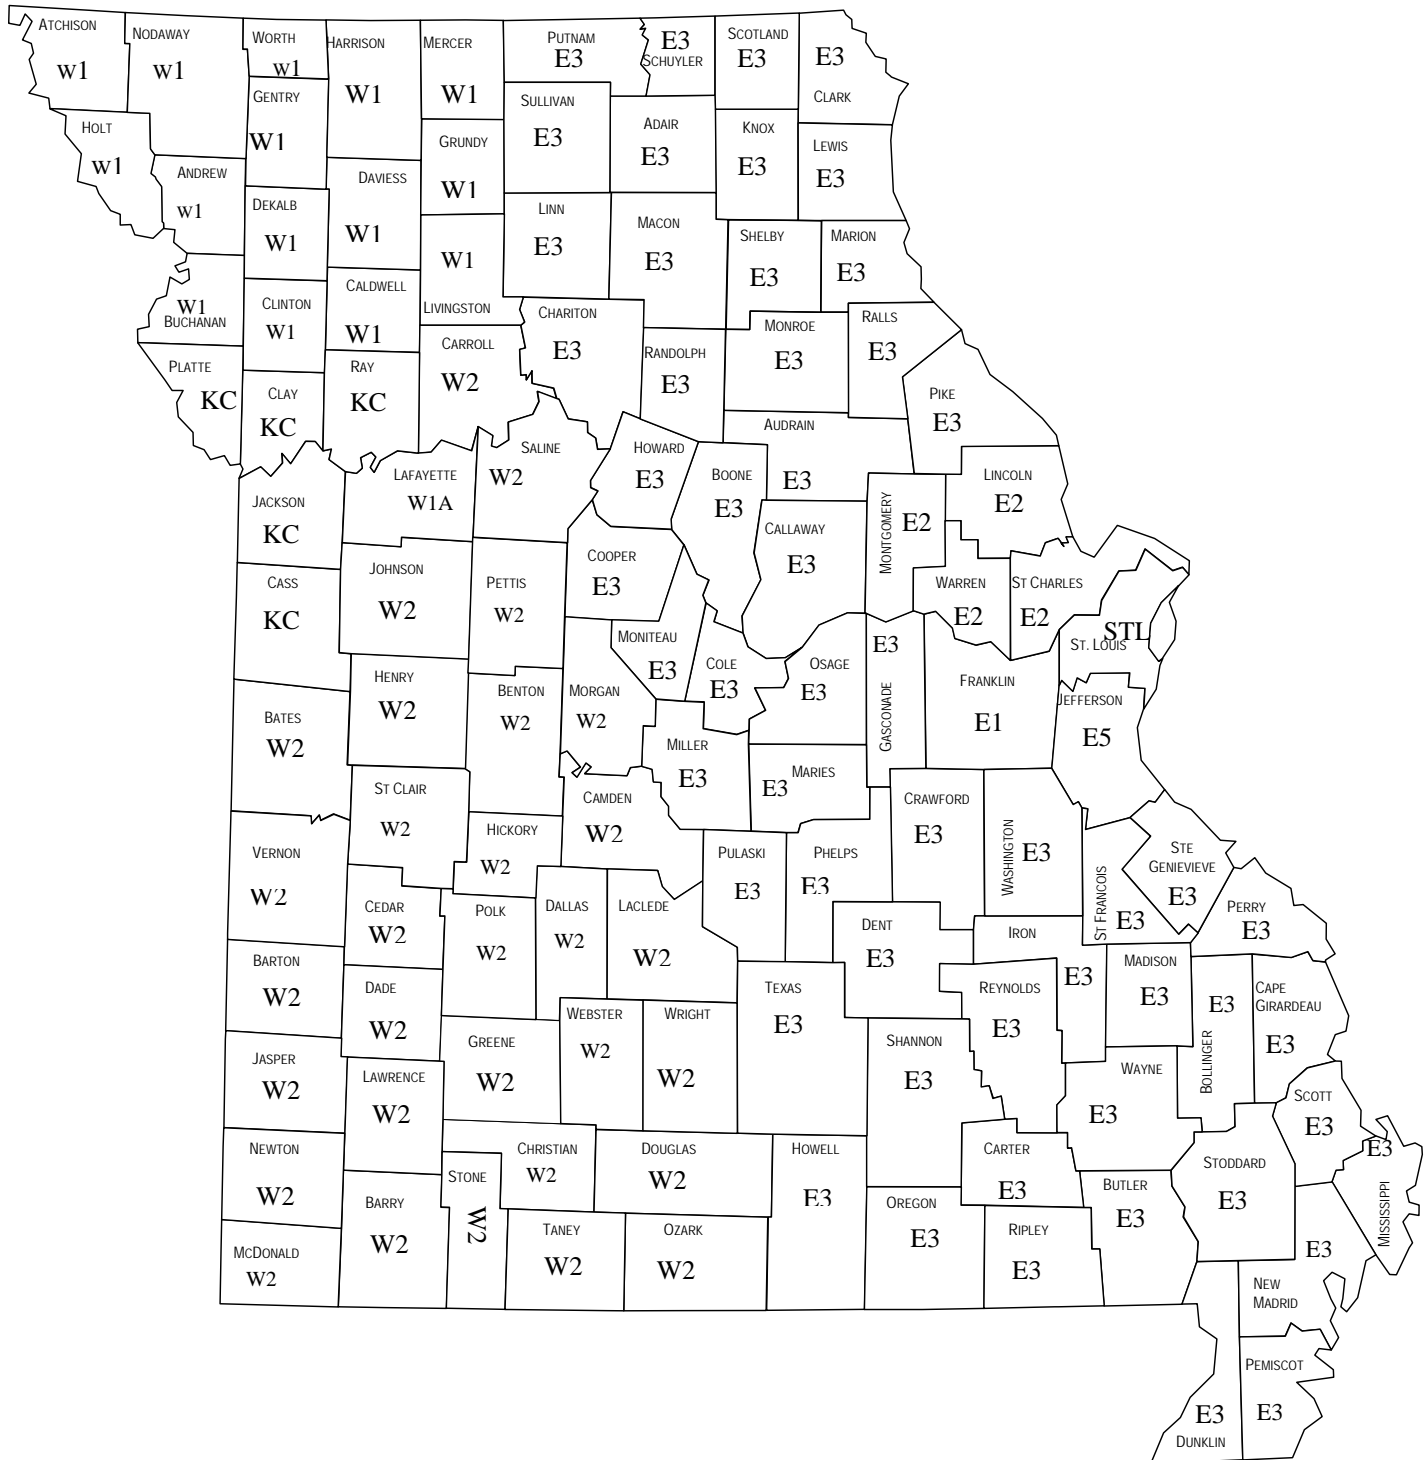 ATCHISON
W1
NODAWAY
W1
WORTH
W1
HARRISON
W1
MERCER
W1
PUTNAM
E3
E3
SCHUYLER
SCOTLAND
E3
E3
CLARK
HOLT
W1
GENTRY
W1
GRUNDY
W1
SULLIVAN
E3
ADAIR
E3
KNOX
E3
LEWIS
E3
ANDREW
W1
DEKALB
W1
DAVIESS
W1
W1
LIVINGSTON
LINN
E3
MACON
E3
SHELBY
E3
MARION
E3
W1
BUCHANAN
CLINTON
W1
CALDWELL
W1
CARROLL
W2
CHARITON
E3
RANDOLPH
E3
MONROE
E3
RALLS
E3
PLATTE
KC
CLAY
KC
RAY
KC
PIKE
E3
AUDRAIN
E3
JACKSON
KC
LAFAYETTE
W1A
SALINE
W2
HOWARD
E3
BOONE
E3
CALLAWAY
E3
MONTGOMERY
E2
LINCOLN
E2
CASS
KC
JOHNSON
W2
PETTIS
W2
COOPER
E3
MONITEAU
E3
COLE
E3
OSAGE
E3
E3
GASCONADE
WARREN
E2
ST CHARLES
E2
STL
ST. LOUIS
BATES
W2
HENRY
W2
BENTON
W2
MORGAN
W2
MILLER
E3
MARIES
E3
FRANKLIN
E1
JEFFERSON
E5
VERNON
W2
ST CLAIR
W2
HICKORY
W2
CAMDEN
W2
PULASKI
E3
PHELPS
E3
CRAWFORD
E3
WASHINGTON
E3
ST FRANCOIS
E3
STE
GENIEVIEVE
E3
PERRY
E3
BARTON
W2
CEDAR
W2
POLK
W2
DALLAS
W2
LACLEDE
W2
DENT
E3
IRON
E3
MADISON
E3
E3
BOLLINGER
CAPE
GIRARDEAU
E3
DADE
W2
JASPER
W2
LAWRENCE
W2
GREENE
W2
WEBSTER
W2
WRIGHT
W2
TEXAS
E3
SHANNON
E3
REYNOLDS
E3
WAYNE
E3
SCOTT
E3
E3
MISSISSIPPI
NEWTON
W2
BARRY
W2
STONE
W2
CHRISTIAN
W2
DOUGLAS
W2
HOWELL
E3
OREGON
E3
CARTER
E3
BUTLER
E3
STODDARD
E3
MCDONALD
W2
TANEY
W2
OZARK
W2
RIPLEY
E3
E3
NEW
MADRID
PEMISCOT
E3
E3
DUNKLIN